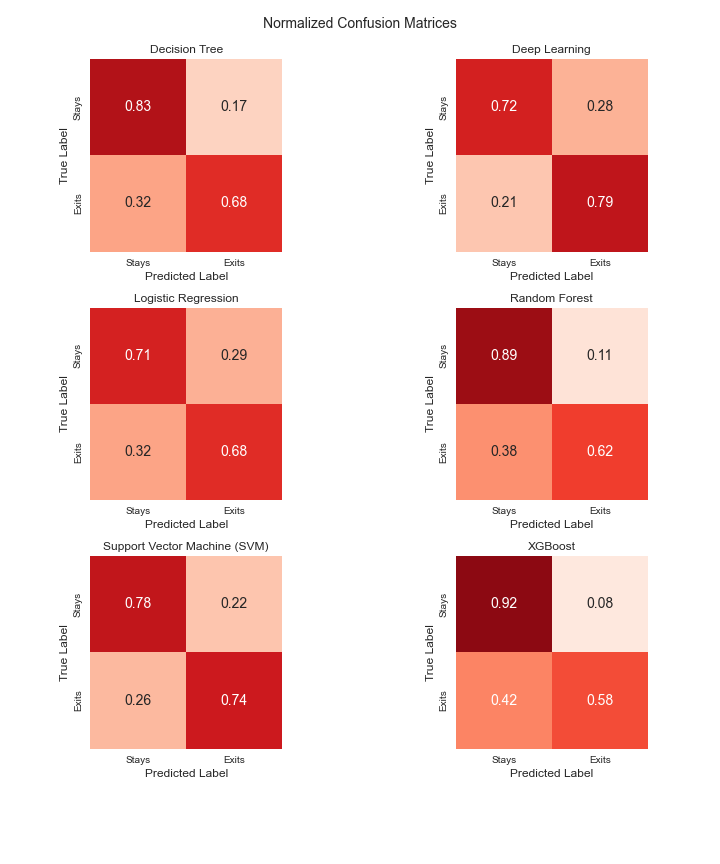 Normalized Confusion Matrices
Decision Tree
True Label
Stays
0.83 0.17
Exits
0.32 0.68
Stays Exits
Predicted Label
Deep Learning
True Label
Stays
0.72 0.28
Exits
0.21 0.79
Stays Exits
Predicted Label
Logistic Regression
True Label
Stays
0.71 0.29
Exits
0.32 0.68
Stays Exits
Predicted Label
Random Forest
True Label
Stays
0.89 0.11
Exits
0.38 0.62
Stays Exits
Predicted Label
Support Vector Machine (SVM)
True Label
Stays
0.78 0.22
Exits
0.26 0.74
Stays Exits
Predicted Label
XGBoost
True Label
Stays
0.92 0.08
Exits
0.42 0.58
Stays Exits
Predicted Label